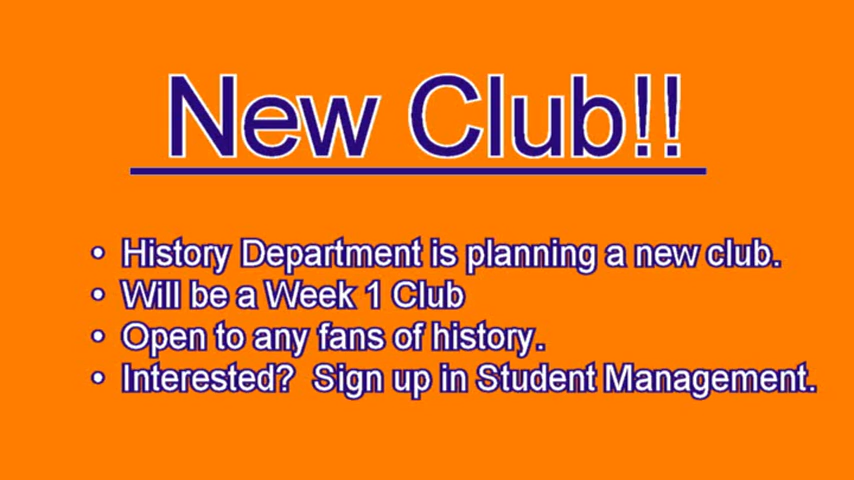 New Club!!
• History Department is planning a new club.
• Will be a Week 1 Club
• Open to any fans of history.
• Interested?  Sign up in Student Management.